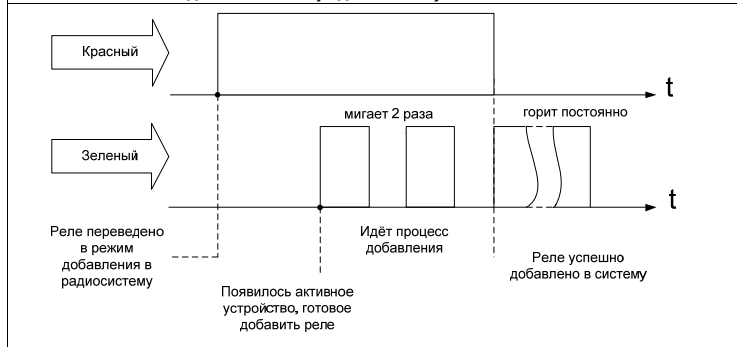 Красный
t
мигает 2 раза
горит постоянно
Зеленый
t
Реле переведено
в режим
добавления в
радиосистему
Идёт процесс
добавления
Реле успешно
добавлено в систему
Появилось активное
устройство, готовое
добавить реле